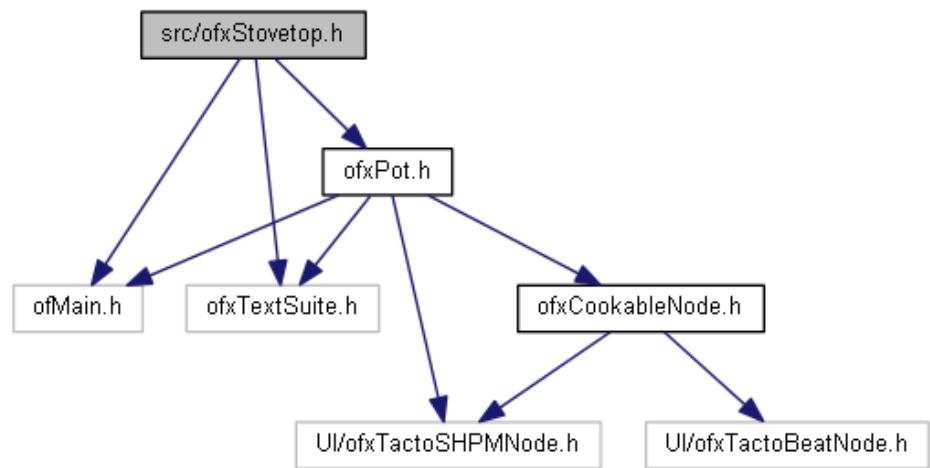 src/ofxStovetop.h
ofxPot.h
ofMain.h
ofxTextSuite.h
ofxCookableNode.h
UI/ofxTactoSHPMNode.h
UI/ofxTactoBeatNode.h